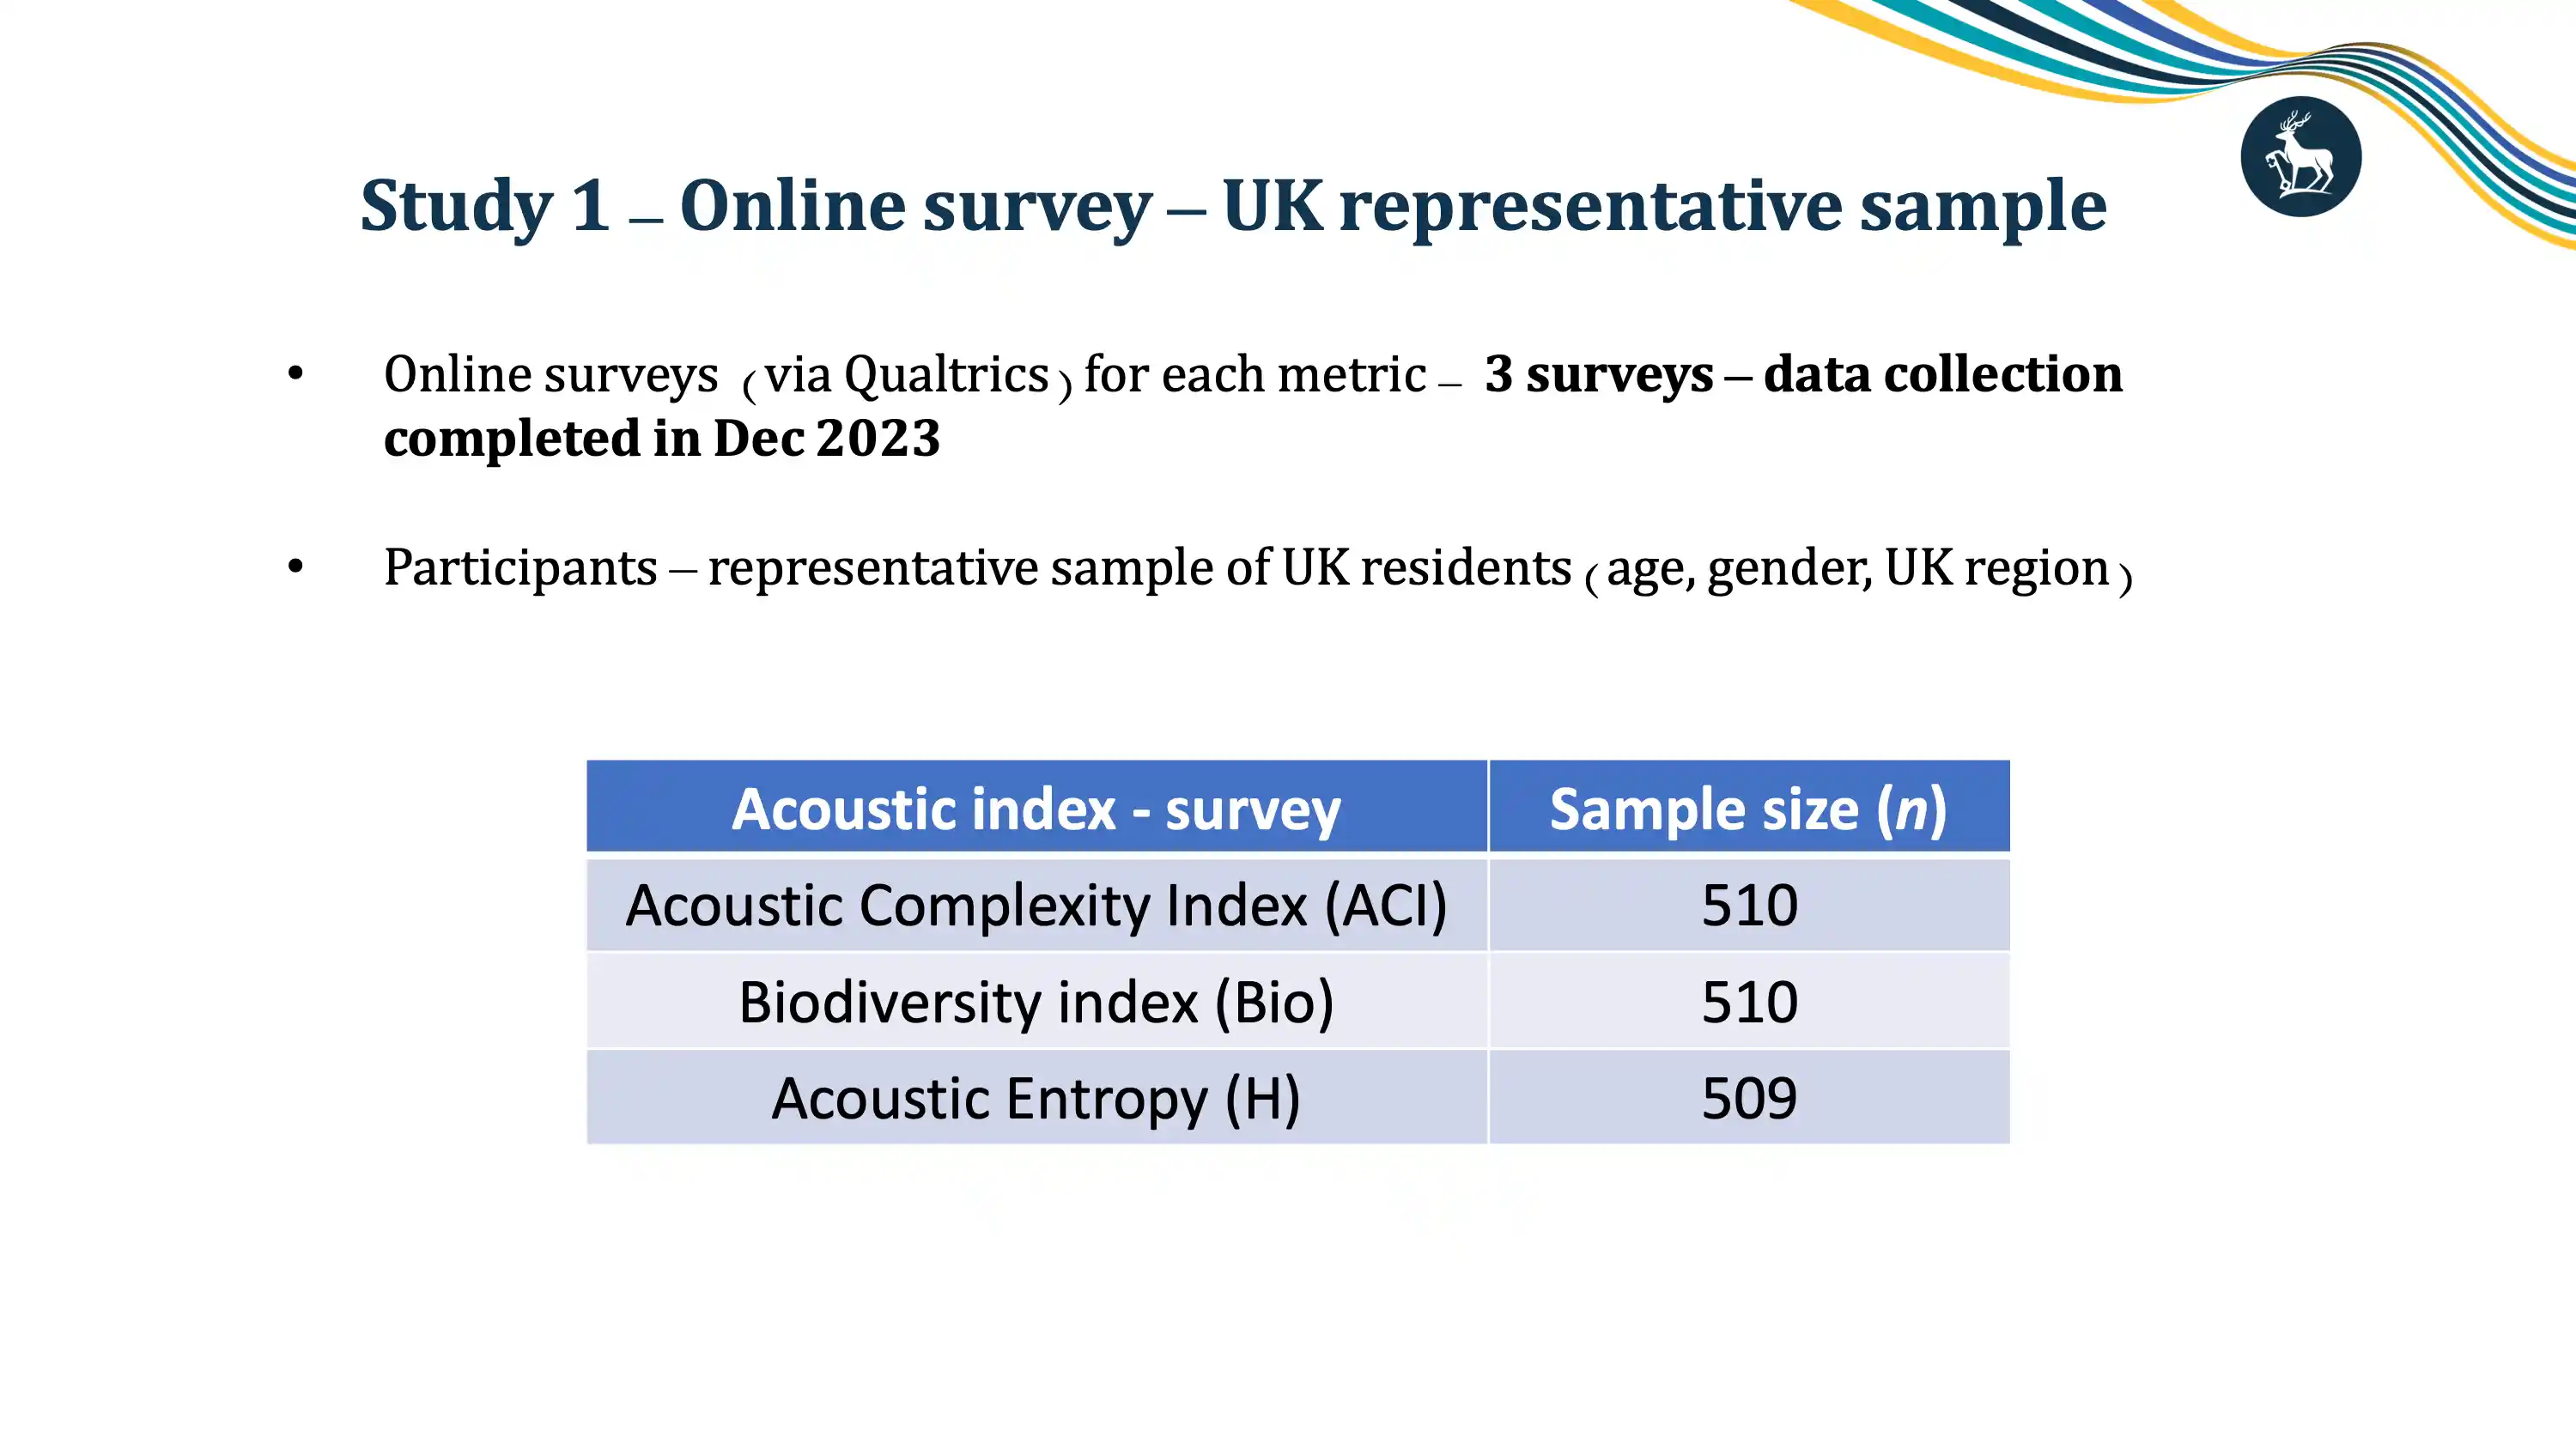 Study 1 – Online survey – UK representative sample
• Online surveys (via Qualtrics) for each metric – 3 surveys – data collection
completed in Dec 2023
• Participants – representative sample of UK residents (age, gender, UK region)
Acoustic index - survey Sample size (n)
Acoustic Complexity Index (ACI) 510
Biodiversity index (Bio) 510
Acoustic Entropy (H) 509